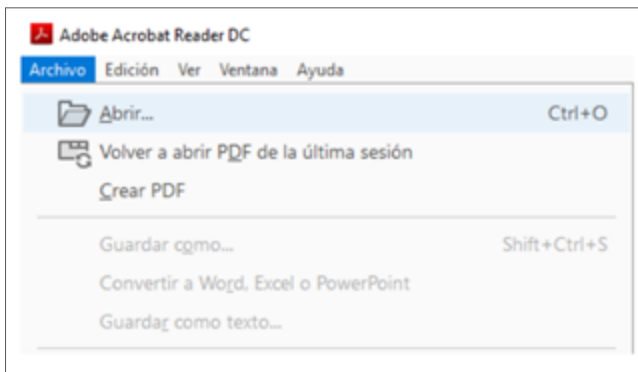 Adobe Acrobat Reader DC
Archivo Edición Ver Ventana Ayuda
Abrir... Ctrl+O
Volver a abrir PDF de la última sesión
Crear PDF
Guardar como... Shift+Ctrl+S
Convertir a Word, Excel o PowerPoint
Guardar como texto...